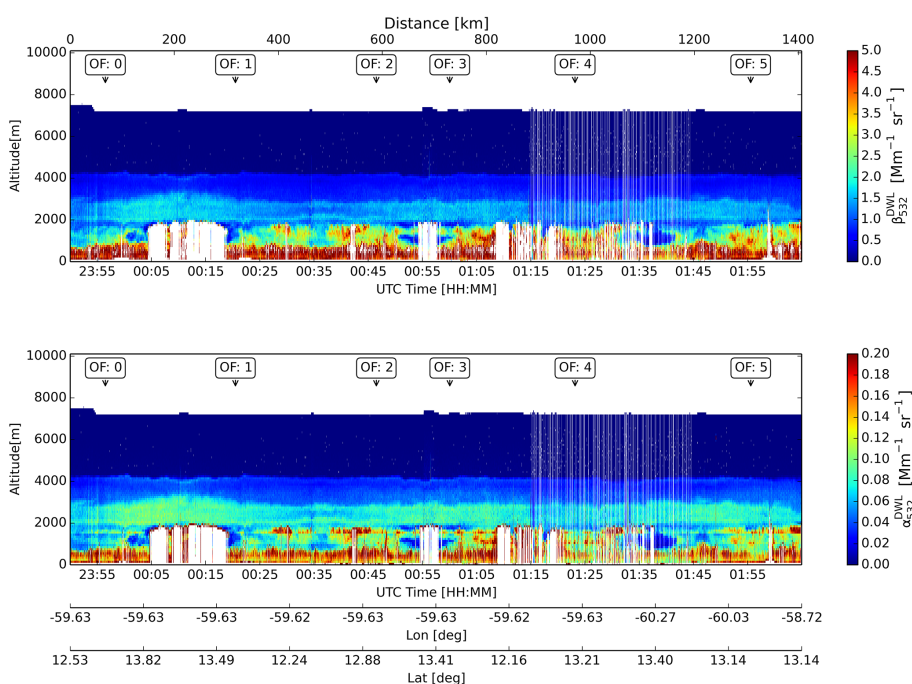 Distance [km]
0 200 400 600 800 1000 1200 1400
10000
OF: 0 OF: 1 OF: 2 OF: 3 OF: 4 OF: 5
8000
6000
4000
2000
0
Altitude[m]
23:55 00:05 00:15 00:25 00:35 00:45 00:55 01:05 01:15 01:25 01:35 01:45 01:55
UTC Time [HH:MM]
5.0
4.5
4.0
3.5
3.0
2.5
2.0
1.5
1.0
0.5
0.0
β532^DWL [Mm⁻¹ sr⁻¹]
10000
OF: 0 OF: 1 OF: 2 OF: 3 OF: 4 OF: 5
8000
6000
4000
2000
0
Altitude[m]
23:55 00:05 00:15 00:25 00:35 00:45 00:55 01:05 01:15 01:25 01:35 01:45 01:55
UTC Time [HH:MM]
0.20
0.18
0.16
0.14
0.12
0.10
0.08
0.06
0.04
0.02
0.00
α532^DWL [Mm⁻¹ sr⁻¹]
-59.63 -59.63 -59.63 -59.62 -59.63 -59.63 -59.62 -59.63 -60.27 -60.03 -58.72
Lon [deg]
12.53 13.82 13.49 12.24 12.88 13.41 12.16 13.21 13.40 13.14 13.14
Lat [deg]